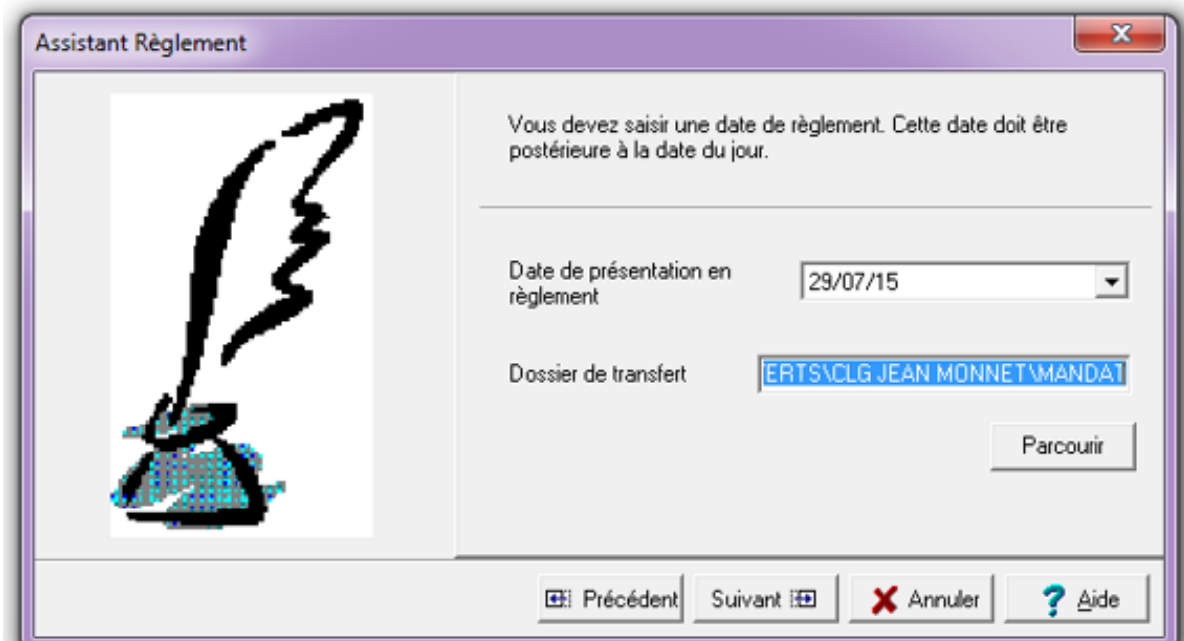 Assistant Règlement
Vous devez saisir une date de règlement. Cette date doit être
postérieure à la date du jour.
Date de présentation en
règlement
29/07/15
Dossier de transfert
ERTS\CLG JEAN MONNET\MANDAT
Parcourir
Précédent
Suivant
Annuler
Aide